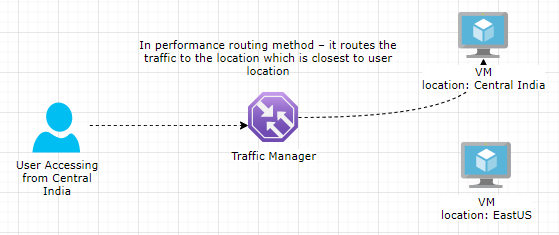 In performance routing method – it routes the
traffic to the location which is closest to user
location
VM
location: Central India
Traffic Manager
User Accessing
from Central
India
VM
location: EastUS